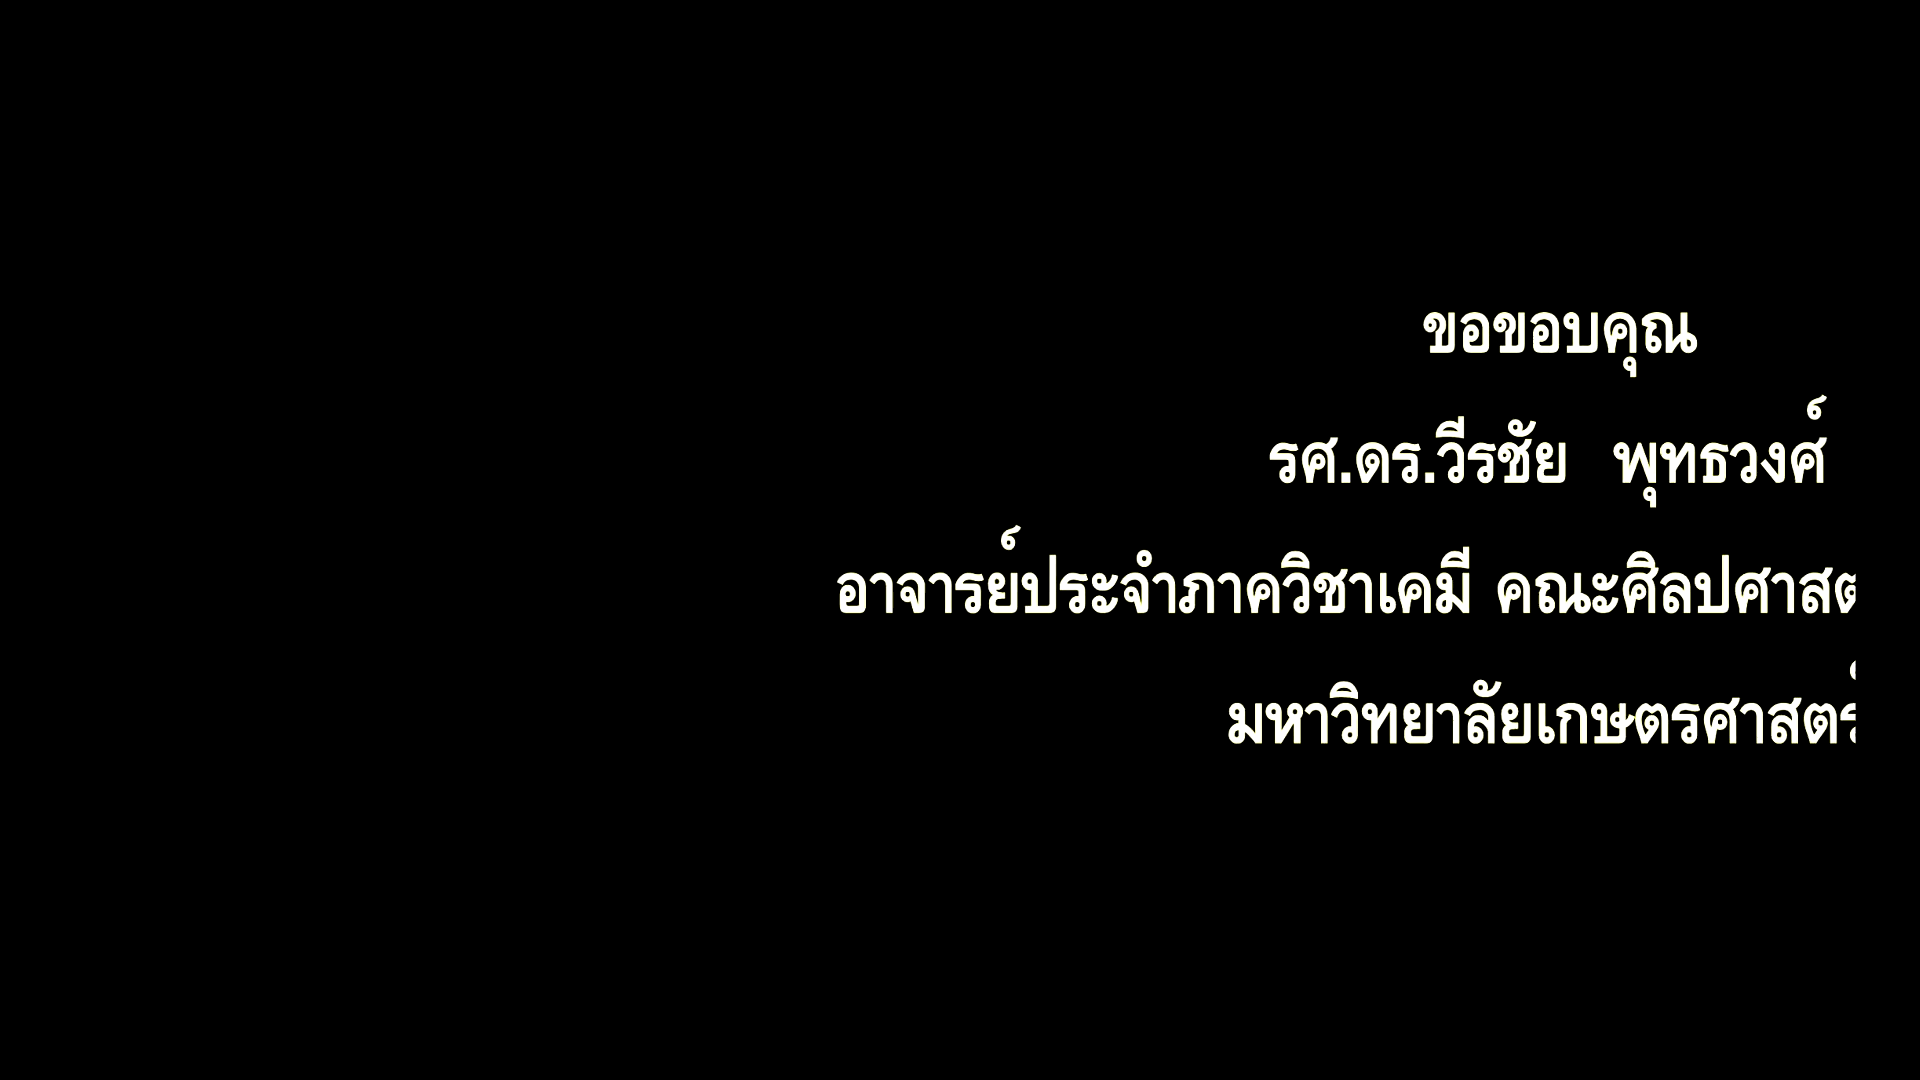 ขอขอบคุณ
รศ.ดร.วีรชัย พุทธวงศ์
อาจารย์ประจำภาควิชาเคมี คณะศิลปศาสต
มหาวิทยาลัยเกษตรศาสตร์